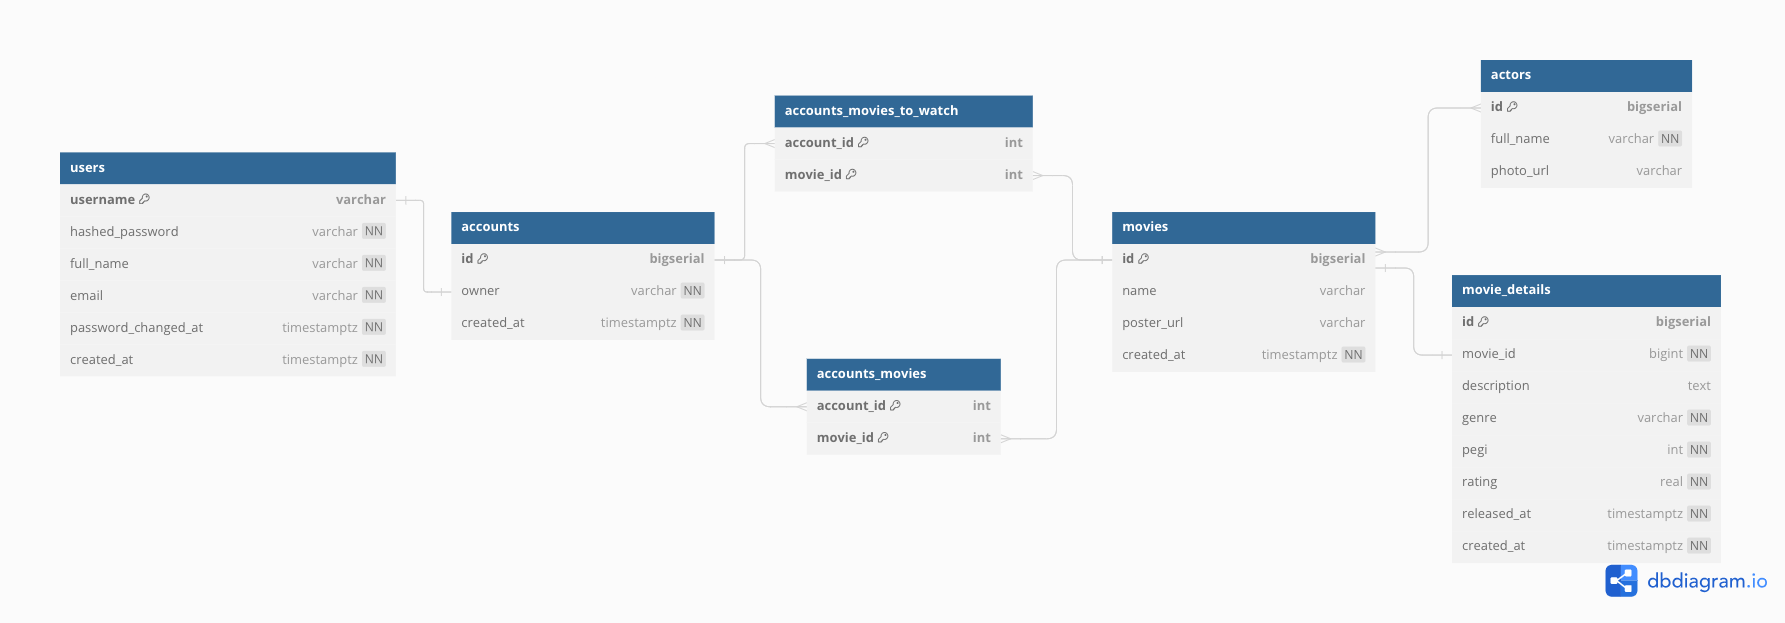 users
username varchar
hashed_password varchar NN
full_name varchar NN
email varchar NN
password_changed_at timestamptz NN
created_at timestamptz NN
accounts
id bigserial
owner varchar NN
created_at timestamptz NN
accounts_movies_to_watch
account_id int
movie_id int
accounts_movies
account_id int
movie_id int
movies
id bigserial
name varchar
poster_url varchar
created_at timestamptz NN
actors
id bigserial
full_name varchar NN
photo_url varchar
movie_details
id bigserial
movie_id bigint NN
description text
genre varchar NN
pegi int NN
rating real NN
released_at timestamptz NN
created_at timestamptz NN
dbdiagram.io